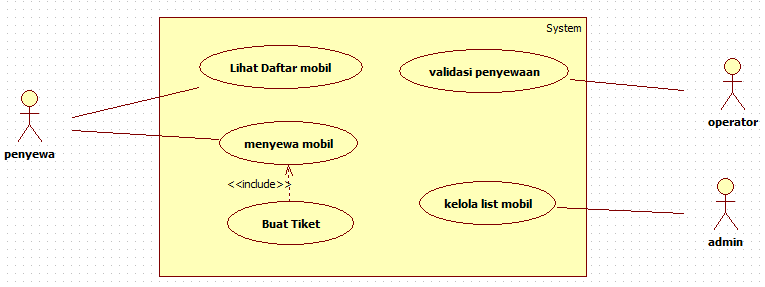 System
Lihat Daftar mobil
validasi penyewaan
penyewa
menyewa mobil
operator
<<include>>
kelola list mobil
Buat Tiket
admin